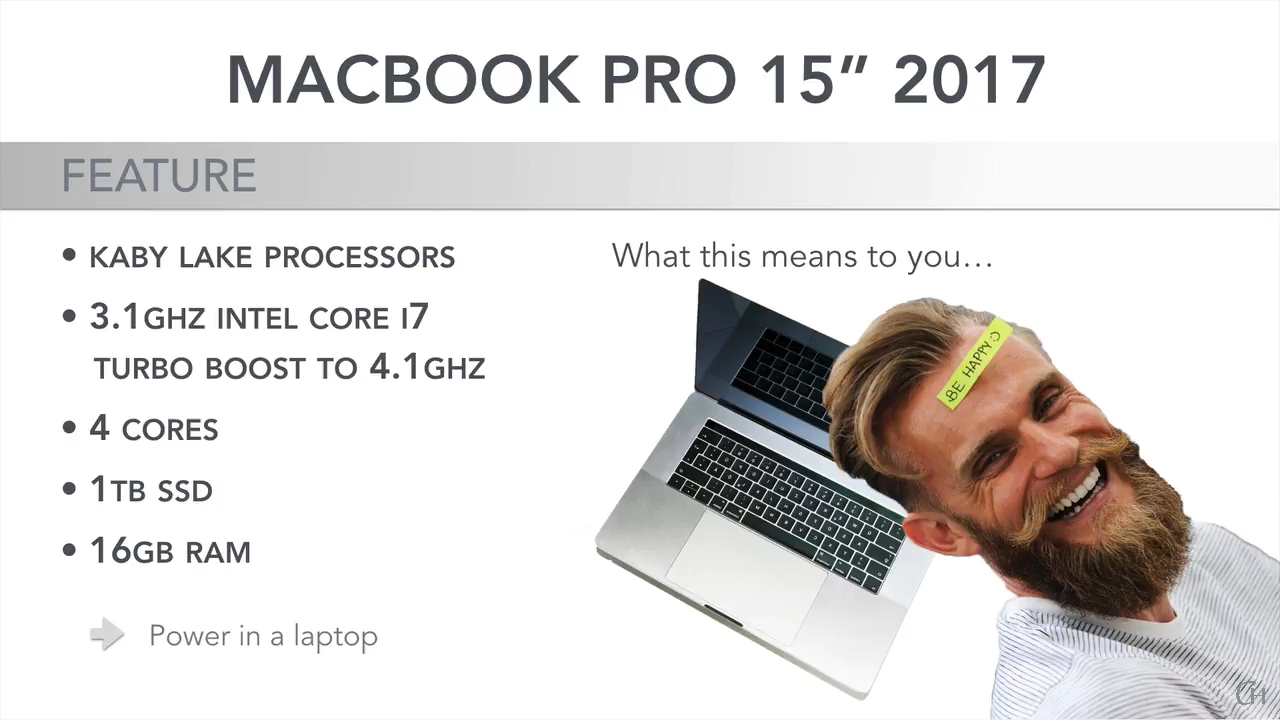 MACBOOK PRO 15” 2017
FEATURE
• KABY LAKE PROCESSORS
• 3.1GHZ INTEL CORE I7
TURBO BOOST TO 4.1GHZ
• 4 CORES
• 1TB SSD
• 16GB RAM
Power in a laptop
What this means to you…
BE HAPPY :)
CH